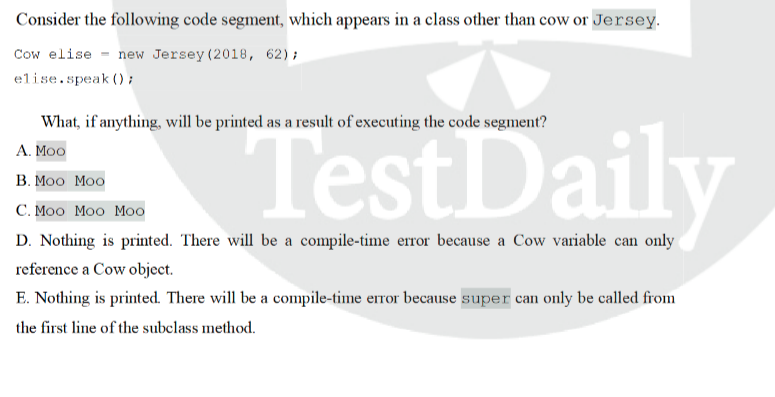 Consider the following code segment, which appears in a class other than cow or Jersey.
Cow elise = new Jersey(2018, 62);
elise.speak();
What, if anything, will be printed as a result of executing the code segment?
A. Moo
B. Moo Moo
C. Moo Moo Moo
D. Nothing is printed. There will be a compile-time error because a Cow variable can only
reference a Cow object.
E. Nothing is printed. There will be a compile-time error because super can only be called from
the first line of the subclass method.
TestDaily